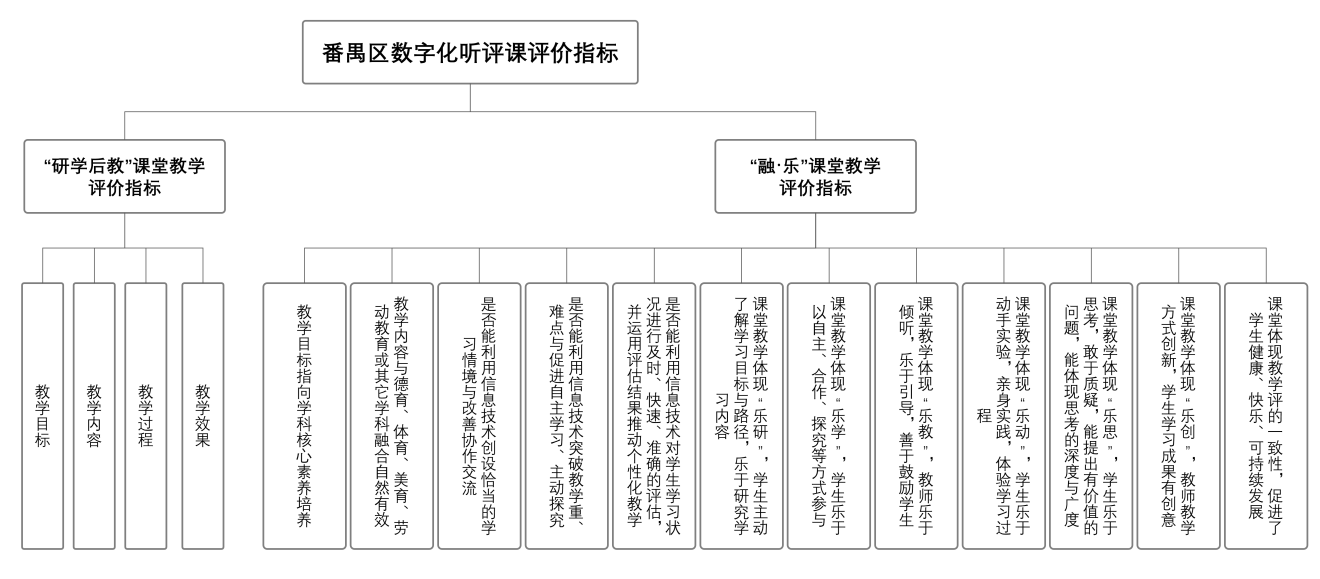 番禺区数字化听评课评价指标
“研学后教”课堂教学
评价指标
“融·乐”课堂教学
评价指标
教学目标
教学内容
教学过程
教学效果
教学目标指向学科核心素养培养
教学内容与德育、体育、美育、劳
动教育或其它学科融合自然有效
是否能利用信息技术创设恰当的学
习情境与改善协作交流
是否能利用信息技术突破教学重、
难点与促进自主学习、主动探究
是否能利用信息技术对学生学习状
况进行及时、快速、准确的评估，
并运用评估结果推动个性化教学
课堂教学体现“乐研”，学生主动
了解学习目标与路径，乐于研究学
习内容
课堂教学体现“乐学”，学生乐于
以自主、合作、探究等方式参与
课堂教学体现“乐教”，教师乐于
倾听，乐于引导，善于鼓励学生
课堂教学体现“乐动”，学生乐于
动手实验，亲身实践，体验学习过
程
课堂教学体现“乐思”，学生乐于
思考，敢于质疑，能提出有价值的
问题，能体现思考的深度与广度
课堂教学体现“乐创”，教师教学
方式创新，学生学习成果有创意
课堂体现教学评的一致性，促进了
学生健康、快乐、可持续发展